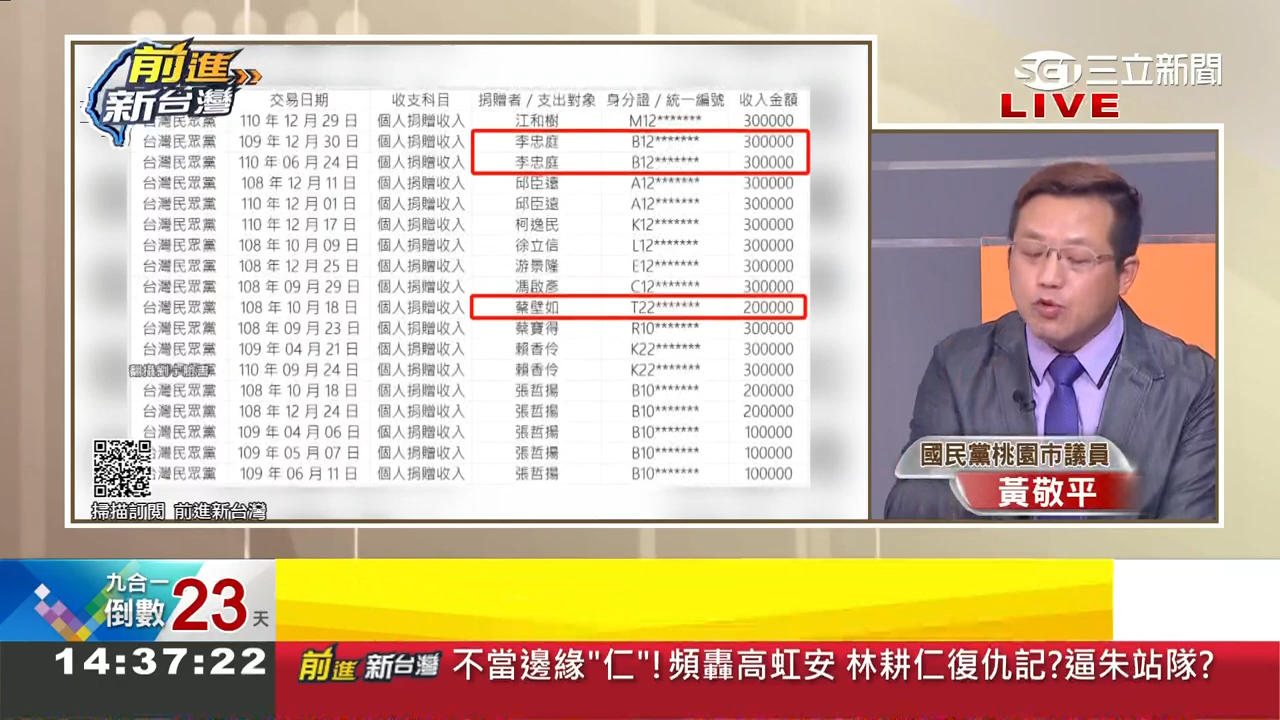 前進
新台灣
SET 三立新聞
LIVE
交易日期 收支科目 捐贈者/支出對象 身分證/統一編號 收入金額
台灣民眾黨 110 年 12 月 29 日 個人捐贈收入 江和樹 M12******* 300000
台灣民眾黨 109 年 12 月 30 日 個人捐贈收入 李忠庭 B12******* 300000
台灣民眾黨 110 年 06 月 24 日 個人捐贈收入 李忠庭 B12******* 300000
台灣民眾黨 108 年 12 月 11 日 個人捐贈收入 邱臣遠 A12******* 300000
台灣民眾黨 110 年 12 月 01 日 個人捐贈收入 邱臣遠 A12******* 300000
台灣民眾黨 110 年 12 月 17 日 個人捐贈收入 柯逸民 K12******* 300000
台灣民眾黨 108 年 10 月 09 日 個人捐贈收入 徐立信 L12******* 300000
台灣民眾黨 108 年 12 月 25 日 個人捐贈收入 游景隆 E12******* 300000
台灣民眾黨 108 年 09 月 29 日 個人捐贈收入 馮啟彥 C12******* 300000
台灣民眾黨 108 年 10 月 18 日 個人捐贈收入 蔡壁如 T22******* 200000
台灣民眾黨 108 年 09 月 23 日 個人捐贈收入 蔡寶得 R10******* 300000
台灣民眾黨 109 年 04 月 21 日 個人捐贈收入 賴香伶 K22******* 300000
110 年 09 月 24 日 個人捐贈收入 賴香伶 K22******* 300000
台灣民眾黨 108 年 10 月 18 日 個人捐贈收入 張哲揚 B10******* 200000
台灣民眾黨 108 年 12 月 24 日 個人捐贈收入 張哲揚 B10******* 200000
台灣民眾黨 109 年 04 月 06 日 個人捐贈收入 張哲揚 B10******* 100000
台灣民眾黨 109 年 05 月 07 日 個人捐贈收入 張哲揚 B10******* 100000
台灣民眾黨 109 年 06 月 11 日 個人捐贈收入 張哲揚 B10******* 100000
掃描訂閱 前進新台灣
國民黨桃園市議員
黃敬平
九合一
倒數 23 天
14:37:22
前進 新台灣 不當邊緣"仁"!頻轟高虹安 林耕仁復仇記?逼朱站隊?